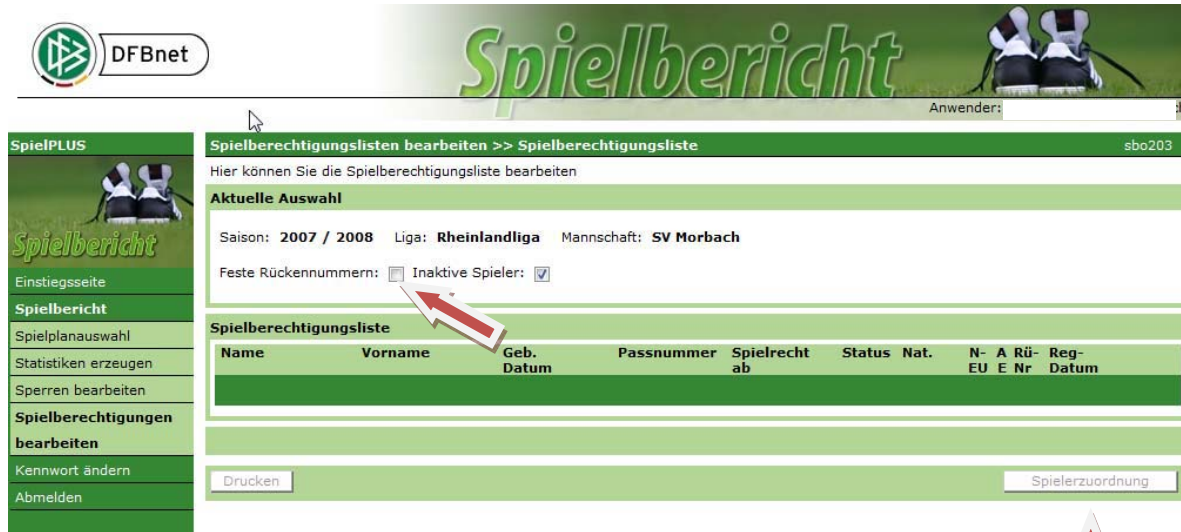 DFBnet
Spielbericht
Anwender:
SpielPLUS
Spielbericht
Einstiegsseite
Spielbericht
Spielplanauswahl
Statistiken erzeugen
Sperren bearbeiten
Spielberechtigungen
bearbeiten
Kennwort ändern
Abmelden
Spielberechtigungslisten bearbeiten >> Spielberechtigungsliste sbo203
Hier können Sie die Spielberechtigungsliste bearbeiten
Aktuelle Auswahl
Saison: 2007 / 2008 Liga: Rheinlandliga Mannschaft: SV Morbach
Feste Rückennummern: Inaktive Spieler:
Spielberechtigungsliste
Name Vorname Geb. Passnummer Spielrecht Status Nat. N- A Rü- Reg-
Datum ab EU E Nr Datum
Drucken Spielerzuordnung